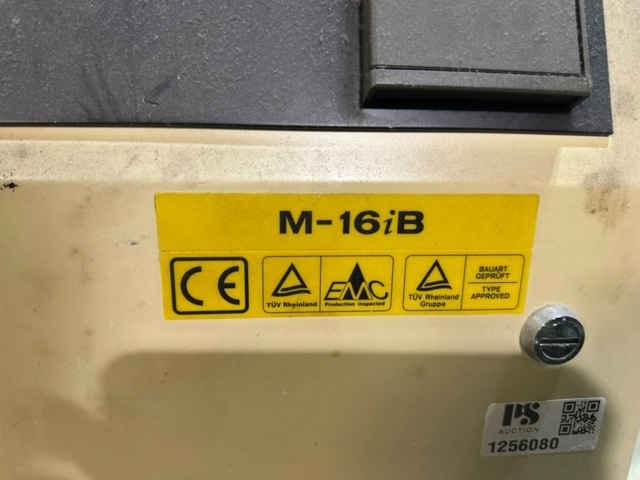 M-16iB
CE
TÜV Rheinland
EMC
Production inspected
TÜV Rheinland
Gruppe
BAUART
GEPRÜFT
TYPE
APPROVED
PS
AUCTION
1256080